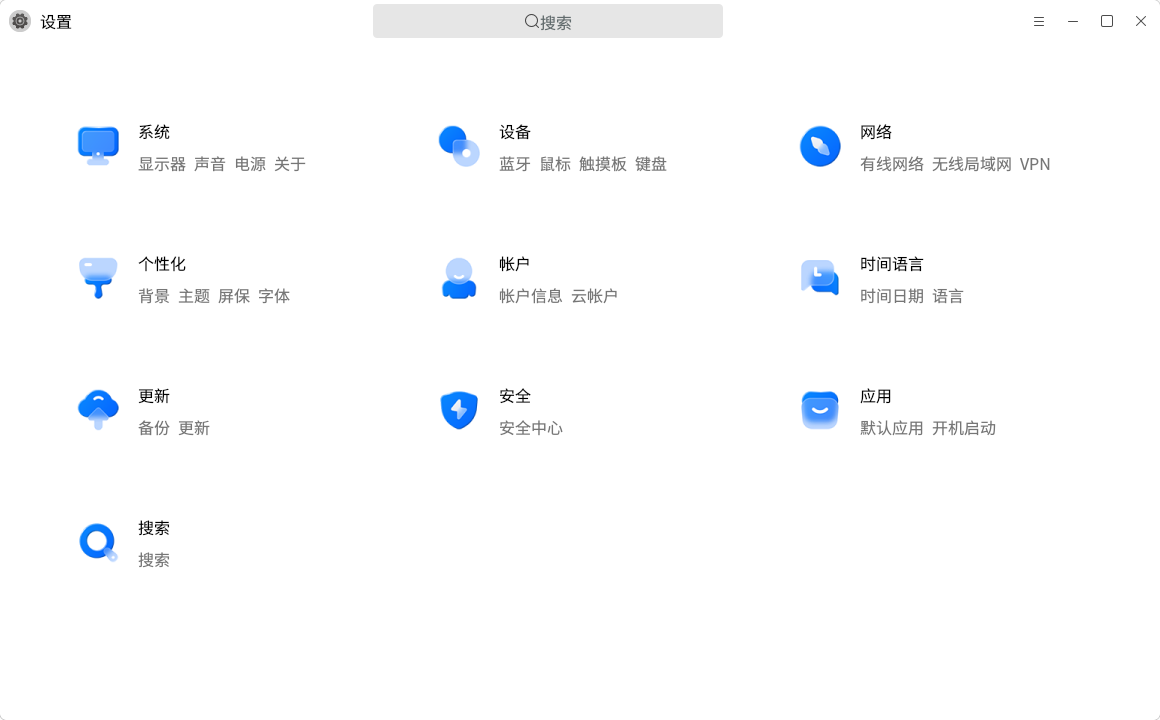 设置
搜索
系统
显示器 声音 电源 关于
设备
蓝牙 鼠标 触摸板 键盘
网络
有线网络 无线局域网 VPN
个性化
背景 主题 屏保 字体
帐户
帐户信息 云帐户
时间语言
时间日期 语言
更新
备份 更新
安全
安全中心
应用
默认应用 开机启动
搜索
搜索